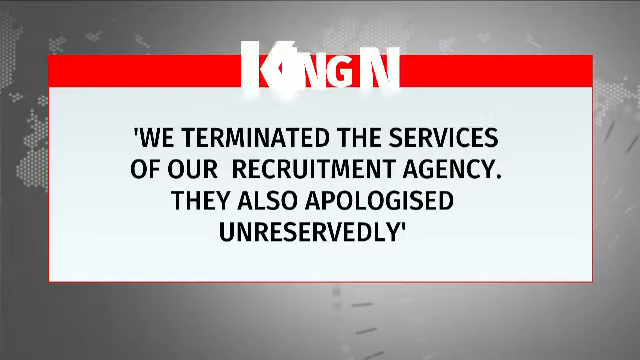 'WE TERMINATED THE SERVICES
OF OUR RECRUITMENT AGENCY.
THEY ALSO APOLOGISED
UNRESERVEDLY'